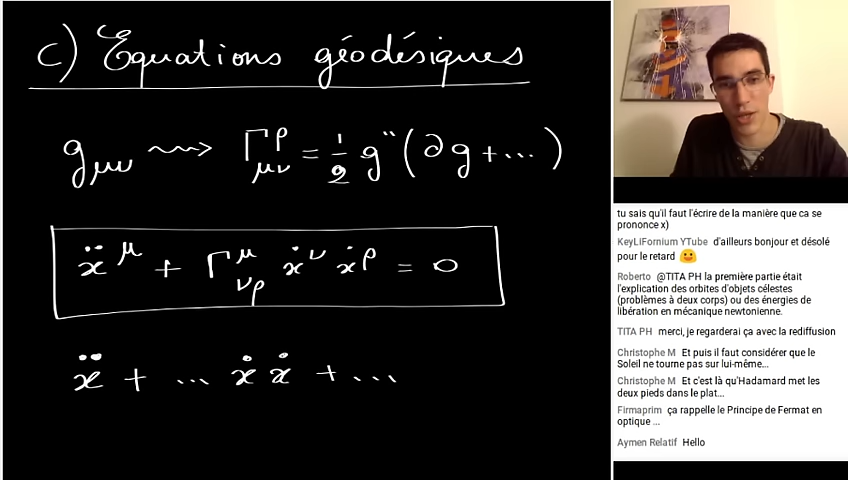 c) Equations géodésiques
g_μν ⟿ Γ^ρ_μν = 1/2 g^¨ (∂g + ...)
ẍ^μ + Γ^μ_νρ ẋ^ν ẋ^ρ = 0
ẍ + ... ẋ ẋ + ...
tu sais qu'il faut l'écrire de la manière que ca se
prononce x)
KeyLiFornium YTube d'ailleurs bonjour et désolé
pour le retard 😀
Roberto @TITA PH la première partie était
l'explication des orbites d'objets célestes
(problèmes à deux corps) ou des énergies de
libération en mécanique newtonienne.
TITA PH merci, je regarderai ça avec la rediffusion
Christophe M Et puis il faut considérer que le
Soleil ne tourne pas sur lui-même...
Christophe M Et c'est là qu'Hadamard met les
deux pieds dans le plat...
Firmaprim ça rappelle le Principe de Fermat en
optique ...
Aymen Relatif Hello